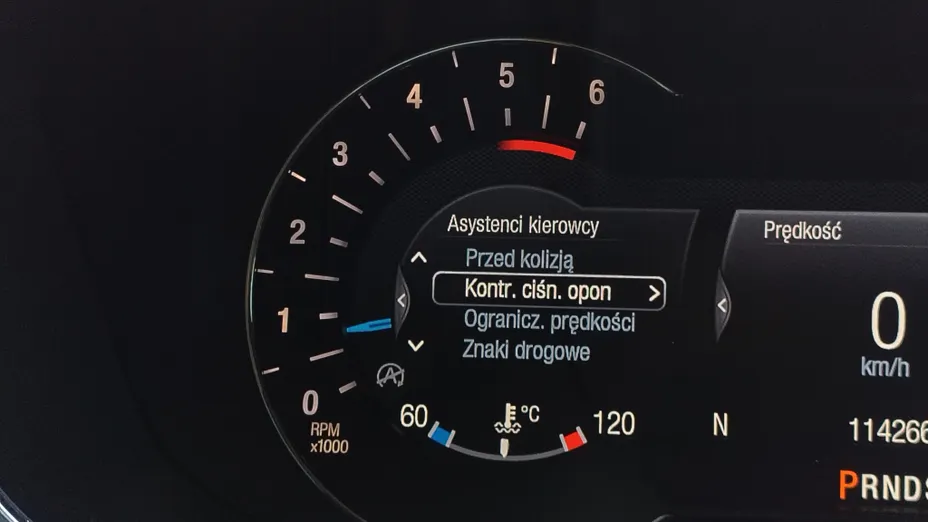 6
5
4
3
2
1
0
RPM
x1000
Asystenci kierowcy
Przed kolizją
Kontr. ciśn. opon
Ogranicz. prędkości
Znaki drogowe
A
60
°C
120
Prędkość
0
km/h
N
114266
PRNDS